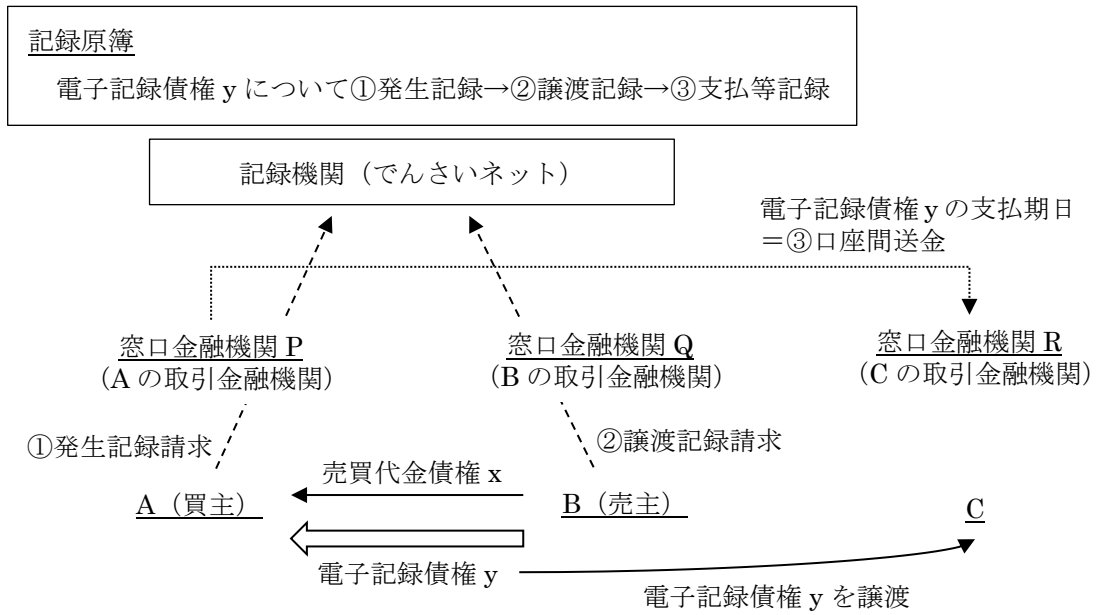 記録原簿
電子記録債権 y について①発生記録→②譲渡記録→③支払等記録
記録機関（でんさいネット）
電子記録債権 y の支払期日
＝③口座間送金
窓口金融機関 P
（A の取引金融機関）
窓口金融機関 Q
（B の取引金融機関）
窓口金融機関 R
（C の取引金融機関）
①発生記録請求
②譲渡記録請求
売買代金債権 x
A（買主）
B（売主）
C
電子記録債権 y
電子記録債権 y を譲渡